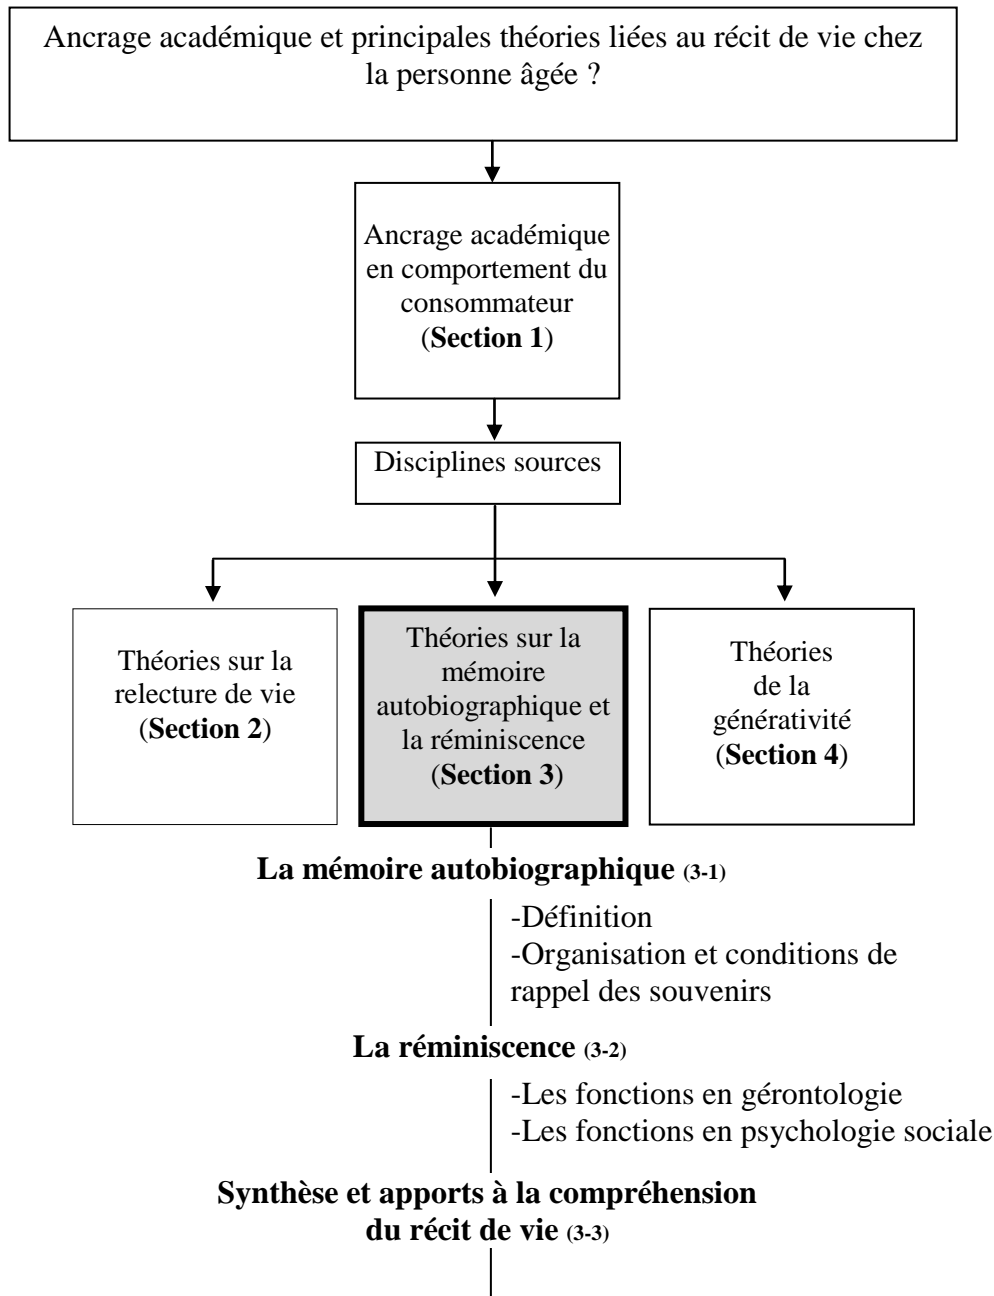 Ancrage académique et principales théories liées au récit de vie chez
la personne âgée ?
Ancrage académique
en comportement du
consommateur
(Section 1)
Disciplines sources
Théories sur la
relecture de vie
(Section 2)
Théories sur la
mémoire
autobiographique et
la réminiscence
(Section 3)
Théories
de la
générativité
(Section 4)
La mémoire autobiographique (3-1)
-Définition
-Organisation et conditions de
rappel des souvenirs
La réminiscence (3-2)
-Les fonctions en gérontologie
-Les fonctions en psychologie sociale
Synthèse et apports à la compréhension
du récit de vie (3-3)